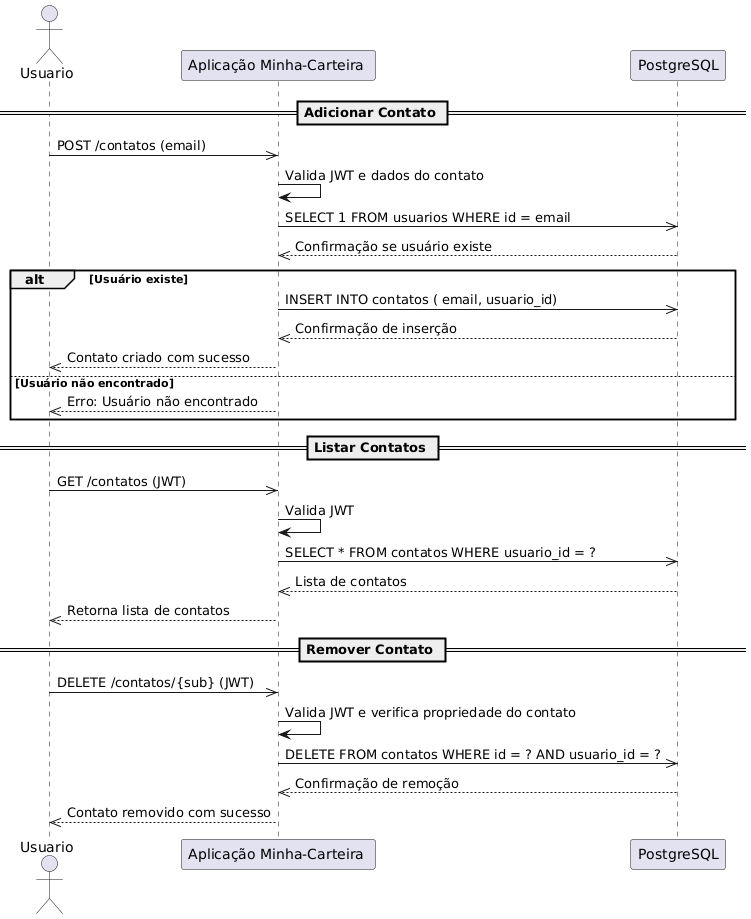 Usuario
Aplicação Minha-Carteira
PostgreSQL
Adicionar Contato
POST /contatos (email)
Valida JWT e dados do contato
SELECT 1 FROM usuarios WHERE id = email
Confirmação se usuário existe
alt
[Usuário existe]
INSERT INTO contatos ( email, usuario_id)
Confirmação de inserção
Contato criado com sucesso
[Usuário não encontrado]
Erro: Usuário não encontrado
Listar Contatos
GET /contatos (JWT)
Valida JWT
SELECT * FROM contatos WHERE usuario_id = ?
Lista de contatos
Retorna lista de contatos
Remover Contato
DELETE /contatos/{sub} (JWT)
Valida JWT e verifica propriedade do contato
DELETE FROM contatos WHERE id = ? AND usuario_id = ?
Confirmação de remoção
Contato removido com sucesso
Usuario
Aplicação Minha-Carteira
PostgreSQL